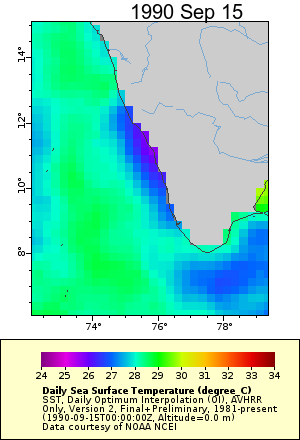 1990 Sep 15
14°
12°
10°
8°
74°
76°
78°
24 25 26 27 28 29 30 31 32 33 34
Daily Sea Surface Temperature (degree_C)
SST, Daily Optimum Interpolation (OI), AVHRR
Only, Version 2, Final+Preliminary, 1981-present
(1990-09-15T00:00:00Z, Altitude=0.0 m)
Data courtesy of NOAA NCEI